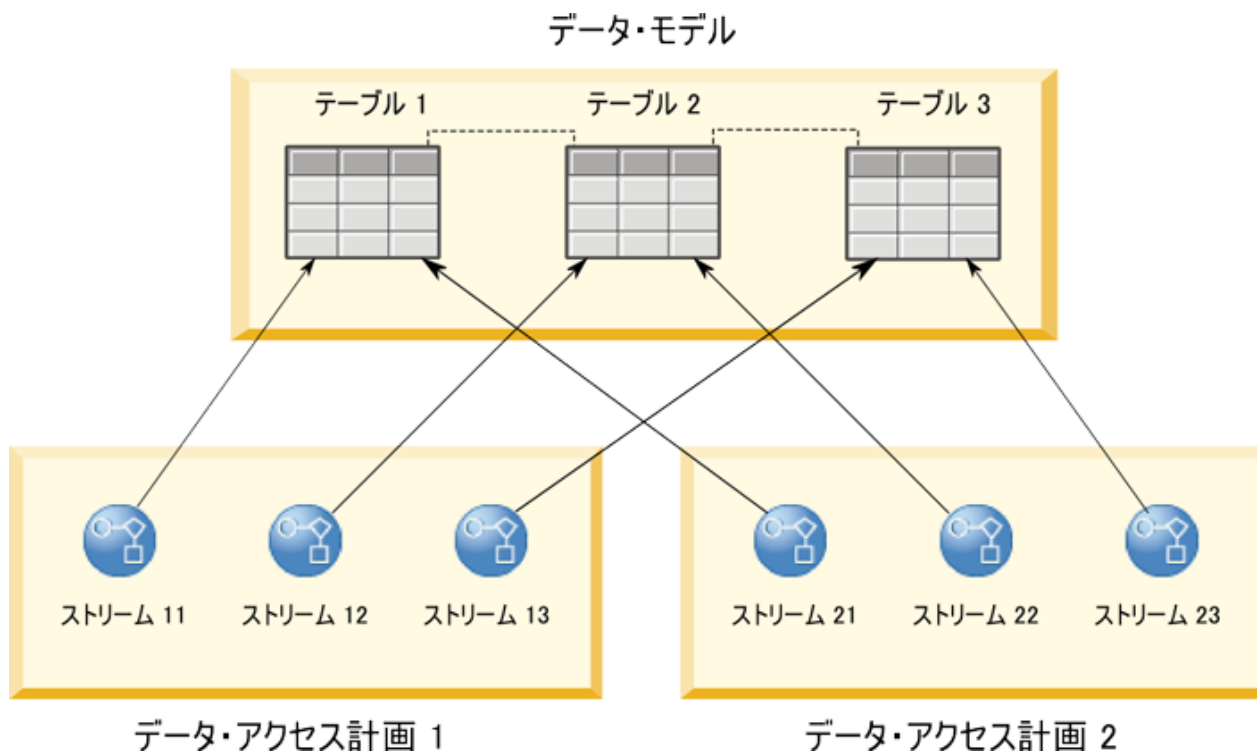 データ・モデル
テーブル 1
テーブル 2
テーブル 3
ストリーム 11
ストリーム 12
ストリーム 13
ストリーム 21
ストリーム 22
ストリーム 23
データ・アクセス計画 1
データ・アクセス計画 2